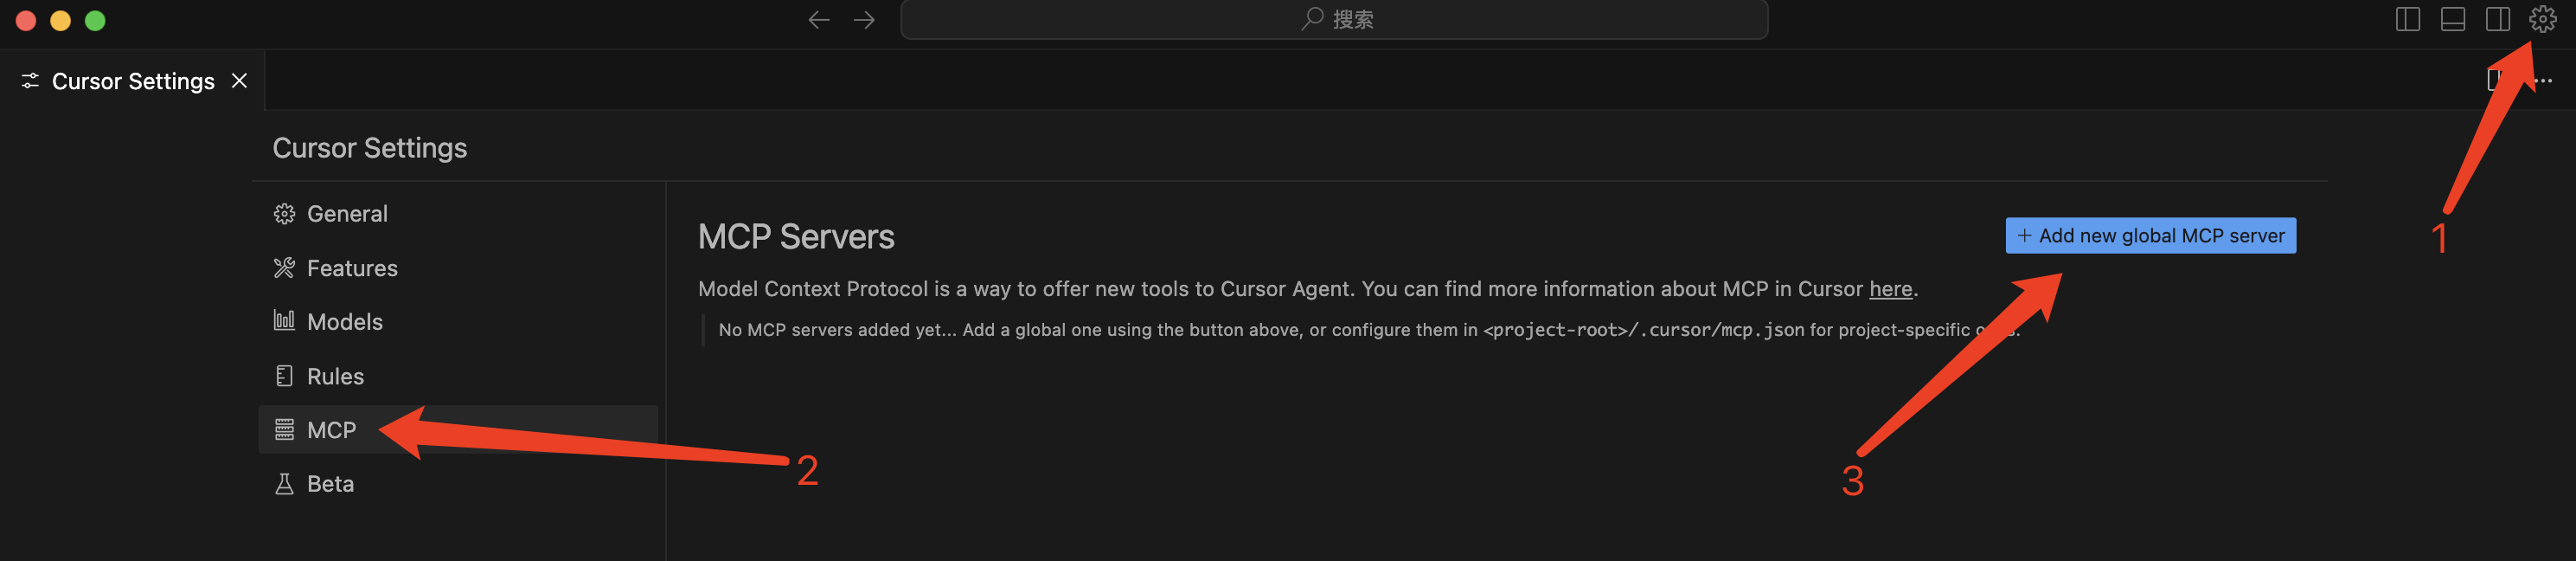 搜索
Cursor Settings
Cursor Settings
General
Features
Models
Rules
MCP
Beta
MCP Servers
+ Add new global MCP server
Model Context Protocol is a way to offer new tools to Cursor Agent. You can find more information about MCP in Cursor here.
No MCP servers added yet... Add a global one using the button above, or configure them in <project-root>/.cursor/mcp.json for project-specific
1
2
3